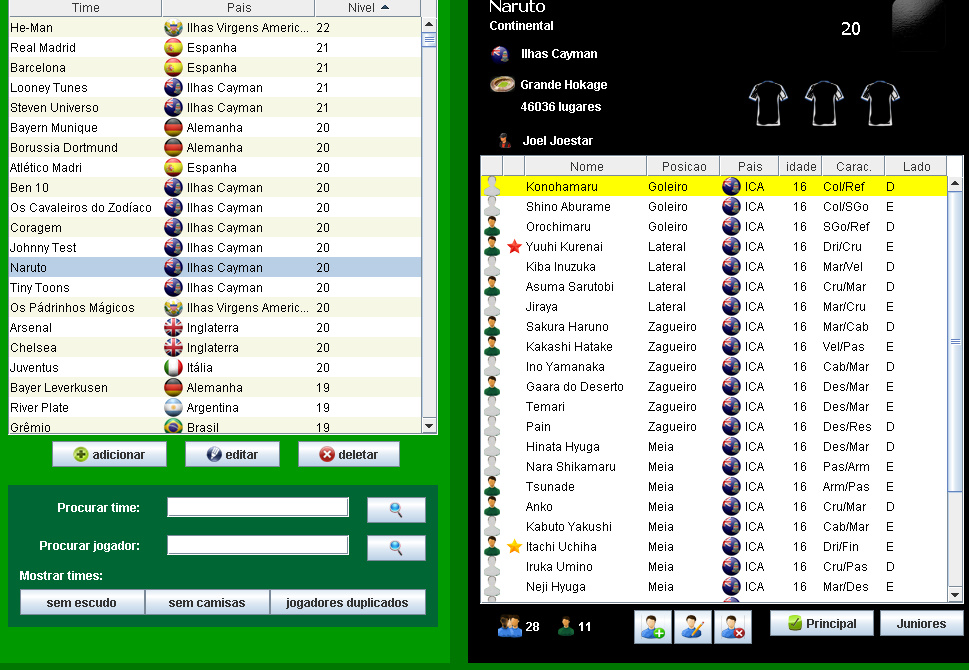 Time Pais Nivel
He-Man Ilhas Virgens Americ... 22
Real Madrid Espanha 21
Barcelona Espanha 21
Looney Tunes Ilhas Cayman 21
Steven Universo Ilhas Cayman 21
Bayern Munique Alemanha 20
Borussia Dortmund Alemanha 20
Atlético Madri Espanha 20
Ben 10 Ilhas Cayman 20
Os Cavaleiros do Zodíaco Ilhas Cayman 20
Coragem Ilhas Cayman 20
Johnny Test Ilhas Cayman 20
Naruto Ilhas Cayman 20
Tiny Toons Ilhas Cayman 20
Os Pádrinhos Mágicos Ilhas Virgens Americ... 20
Arsenal Inglaterra 20
Chelsea Inglaterra 20
Juventus Itália 20
Bayer Leverkusen Alemanha 19
River Plate Argentina 19
Grêmio Brasil 19
adicionar editar deletar
Procurar time:
Procurar jogador:
Mostrar times:
sem escudo sem camisas jogadores duplicados
Naruto
Continental
20
Ilhas Cayman
Grande Hokage
46036 lugares
Joel Joestar
Nome Posicao Pais idade Carac. Lado
Konohamaru Goleiro ICA 16 Col/Ref D
Shino Aburame Goleiro ICA 16 Col/SGo E
Orochimaru Goleiro ICA 16 SGo/Ref D
Yuuhi Kurenai Lateral ICA 16 Dri/Cru E
Kiba Inuzuka Lateral ICA 16 Mar/Vel D
Asuma Sarutobi Lateral ICA 16 Cru/Mar D
Jiraya Lateral ICA 16 Mar/Cru E
Sakura Haruno Zagueiro ICA 16 Mar/Cab D
Kakashi Hatake Zagueiro ICA 16 Vel/Pas E
Ino Yamanaka Zagueiro ICA 16 Cab/Mar D
Gaara do Deserto Zagueiro ICA 16 Des/Mar E
Temari Zagueiro ICA 16 Des/Mar D
Pain Zagueiro ICA 16 Des/Res D
Hinata Hyuga Meia ICA 16 Des/Mar D
Nara Shikamaru Meia ICA 16 Pas/Arm E
Tsunade Meia ICA 16 Arm/Pas E
Anko Meia ICA 16 Cru/Mar D
Kabuto Yakushi Meia ICA 16 Cab/Mar E
Itachi Uchiha Meia ICA 16 Dri/Fin E
Iruka Umino Meia ICA 16 Cru/Pas D
Neji Hyuga Meia ICA 16 Mar/Des E
28 11 Principal Juniores